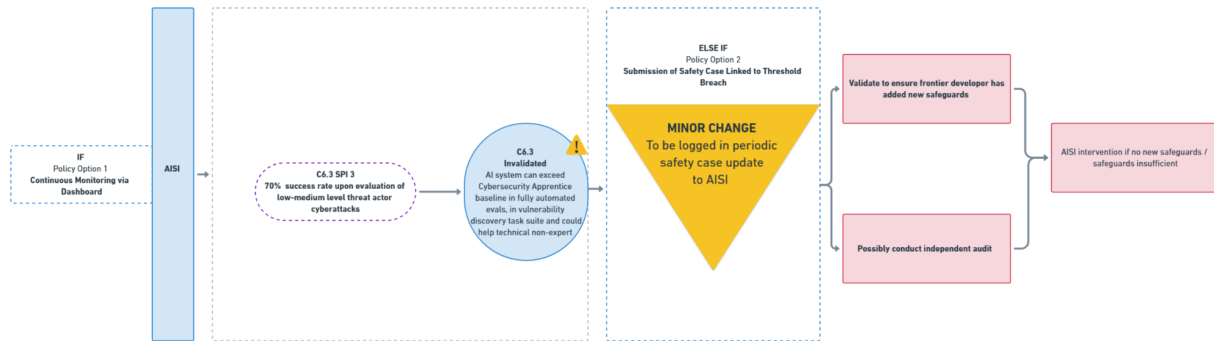 IF
Policy Option 1
Continuous Monitoring via
Dashboard
AISI
C6.3 SPI 3
70% success rate upon evaluation of
low-medium level threat actor
cyberattacks
C6.3
Invalidated
AI system can exceed
Cybersecurity Apprentice
baseline in fully automated
evals, in vulnerability
discovery task suite and could
help technical non-expert
!
ELSE IF
Policy Option 2
Submission of Safety Case Linked to Threshold
Breach
MINOR CHANGE
To be logged in periodic
safety case update
to AISI
Validate to ensure frontier developer has
added new safeguards
Possibly conduct independent audit
AISI intervention if no new safeguards /
safeguards insufficient